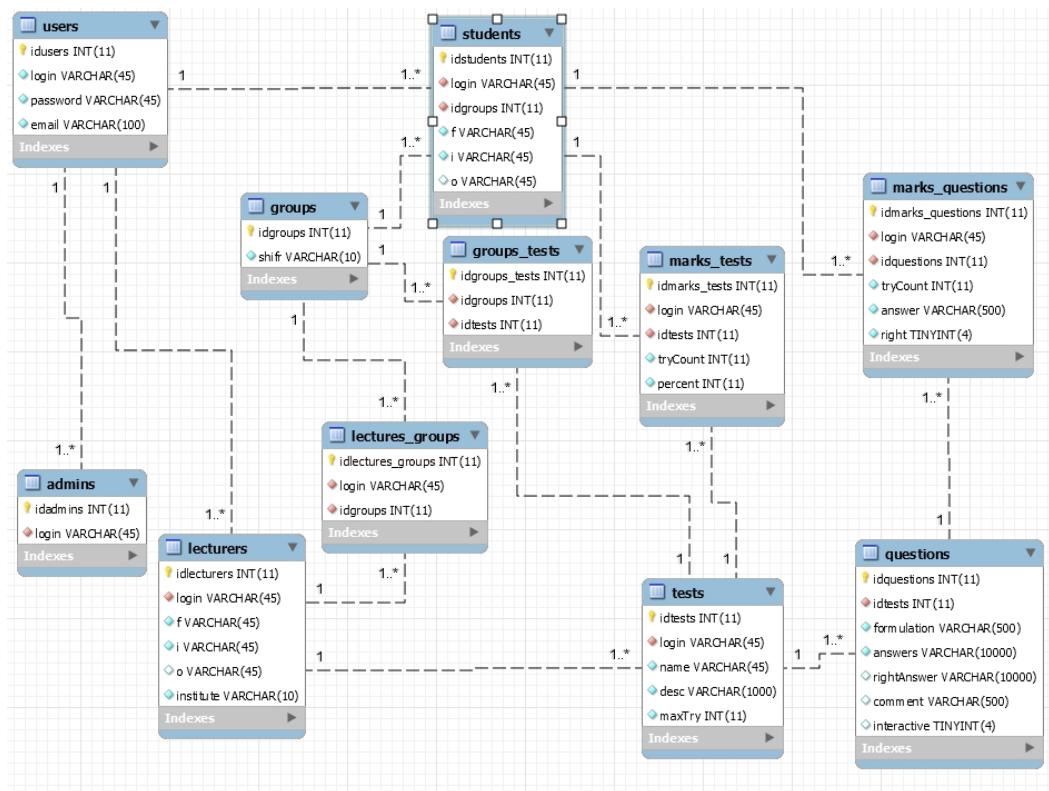 users
idusers INT(11)
login VARCHAR(45)
password VARCHAR(45)
email VARCHAR(100)
Indexes
students
idstudents INT(11)
login VARCHAR(45)
idgroups INT(11)
f VARCHAR(45)
i VARCHAR(45)
o VARCHAR(45)
Indexes
groups
idgroups INT(11)
shifr VARCHAR(10)
Indexes
groups_tests
idgroups_tests INT(11)
idgroups INT(11)
idtests INT(11)
Indexes
marks_tests
idmarks_tests INT(11)
login VARCHAR(45)
idtests INT(11)
tryCount INT(11)
percent INT(11)
Indexes
marks_questions
idmarks_questions INT(11)
login VARCHAR(45)
idquestions INT(11)
tryCount INT(11)
answer VARCHAR(500)
right TINYINT(4)
Indexes
lectures_groups
idlectures_groups INT(11)
login VARCHAR(45)
idgroups INT(11)
Indexes
admins
idadmins INT(11)
login VARCHAR(45)
Indexes
lecturers
idlecturers INT(11)
login VARCHAR(45)
f VARCHAR(45)
i VARCHAR(45)
o VARCHAR(45)
institute VARCHAR(10)
Indexes
tests
idtests INT(11)
login VARCHAR(45)
name VARCHAR(45)
desc VARCHAR(1000)
maxTry INT(11)
Indexes
questions
idquestions INT(11)
idtests INT(11)
formulation VARCHAR(500)
answers VARCHAR(10000)
rightAnswer VARCHAR(10000)
comment VARCHAR(500)
interactive TINYINT(4)
Indexes
1
1..*
1
1..*
1
1..*
1
1..*
1
1..*
1
1..*
1
1..*
1
1..*
1
1..*
1
1..*
1
1..*
1
1..*
1
1..*
1
1..*